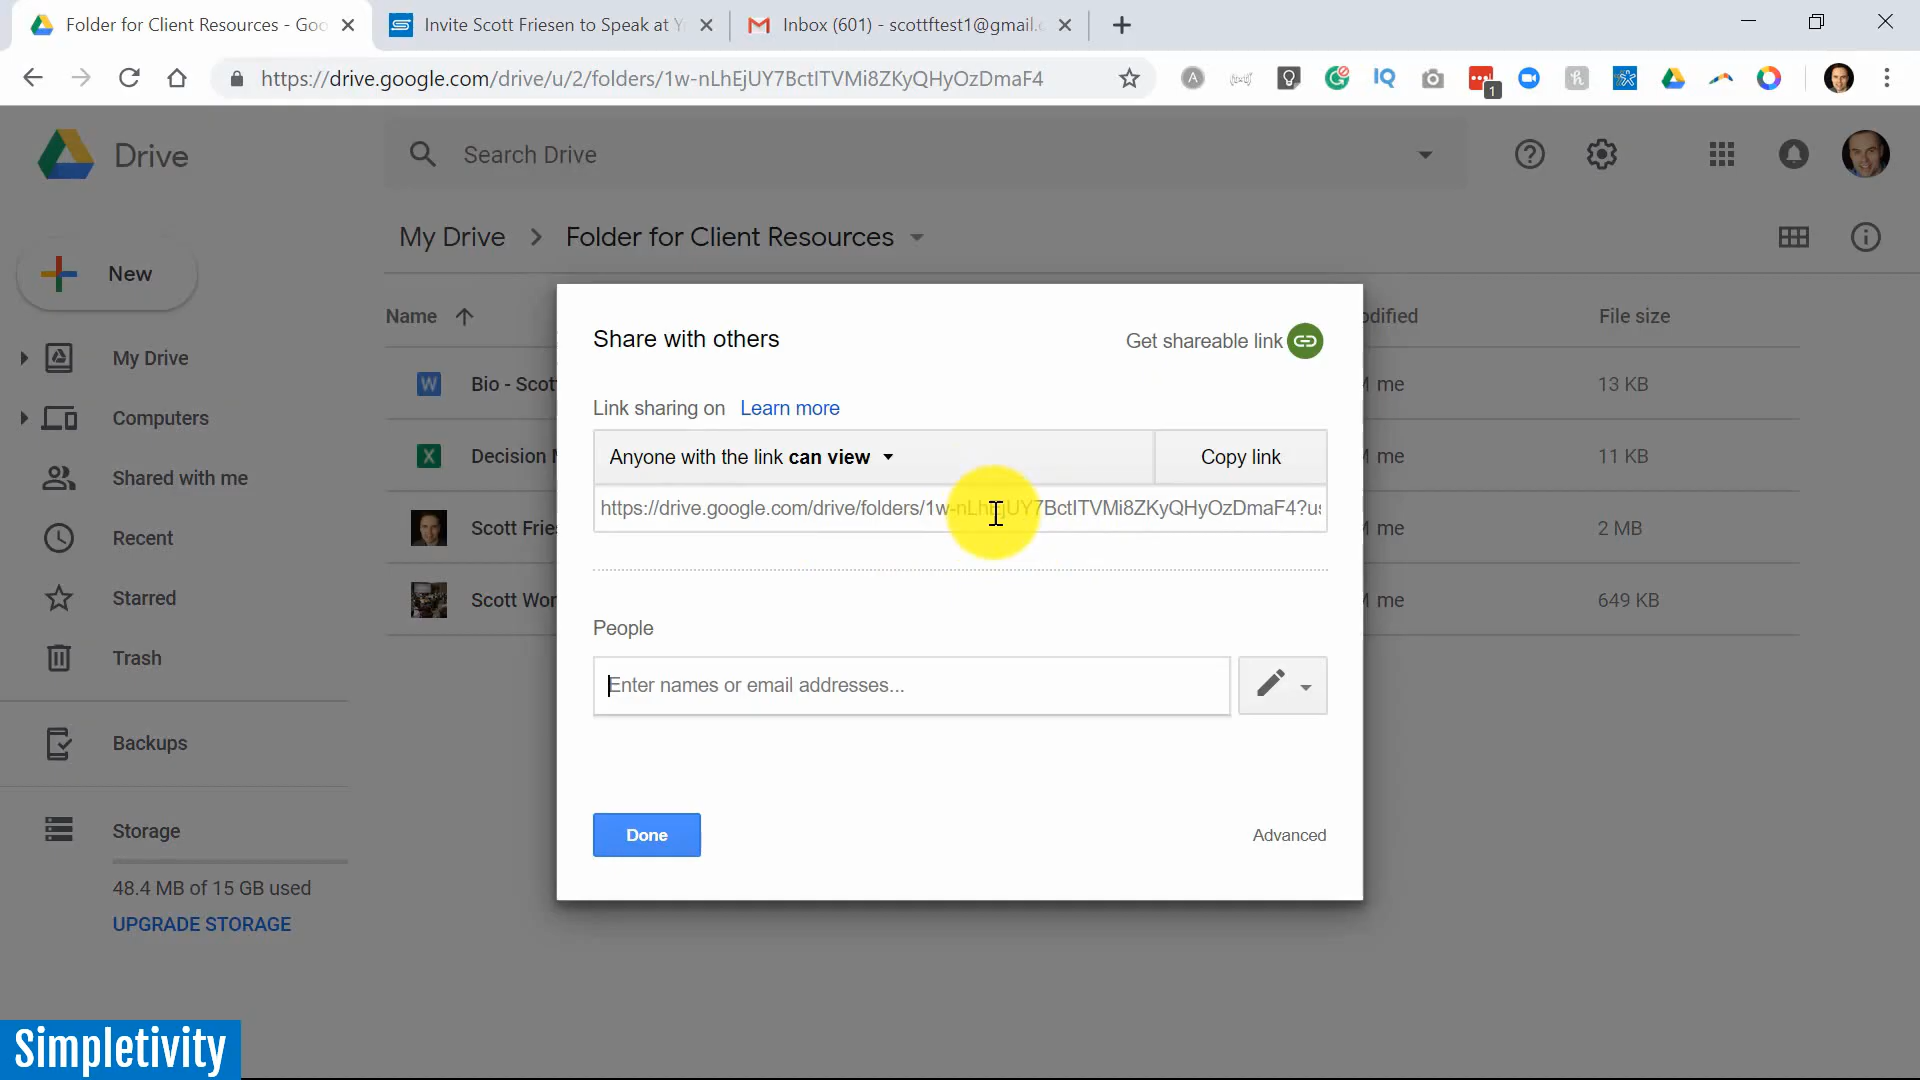 Folder for Client Resources - Goo
Invite Scott Friesen to Speak at Y
Inbox (601) - scottftest1@gmail.c
https://drive.google.com/drive/u/2/folders/1w-nLhEjUY7BctITVMi8ZKyQHyOzDmaF4
1
Drive
Search Drive
My Drive > Folder for Client Resources
New
Name
odified
File size
Share with others
Get shareable link
My Drive
Bio - Scot
me
13 KB
Link sharing on Learn more
Computers
Anyone with the link can view
Copy link
Decision M
me
11 KB
Shared with me
https://drive.google.com/drive/folders/1w-nLhEjUY7BctITVMi8ZKyQHyOzDmaF4?us
Recent
Scott Frie
me
2 MB
Starred
Scott Wor
me
649 KB
People
Trash
Enter names or email addresses...
Backups
Storage
Done
Advanced
48.4 MB of 15 GB used
UPGRADE STORAGE
Simpletivity